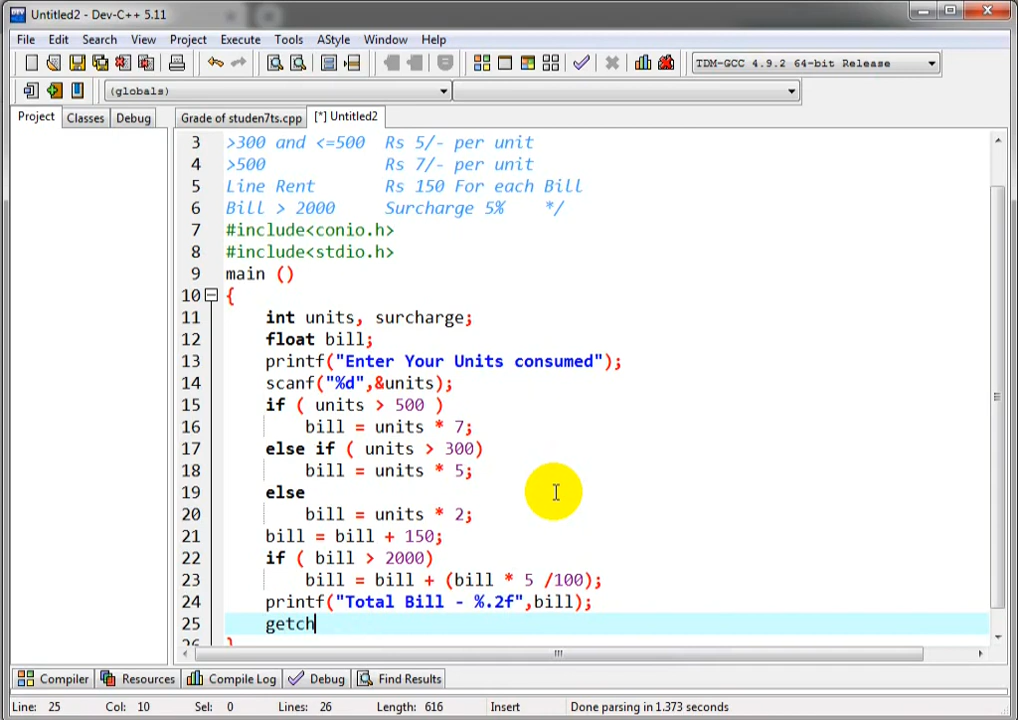 Untitled2 - Dev-C++ 5.11
File Edit Search View Project Execute Tools AStyle Window Help
TDM-GCC 4.9.2 64-bit Release
(globals)
Project Classes Debug Grade of studen7ts.cpp [*] Untitled2
3 >300 and <=500 Rs 5/- per unit
4 >500 Rs 7/- per unit
5 Line Rent Rs 150 For each Bill
6 Bill > 2000 Surcharge 5% */
7 #include<conio.h>
8 #include<stdio.h>
9 main ()
10 {
11 int units, surcharge;
12 float bill;
13 printf("Enter Your Units consumed");
14 scanf("%d",&units);
15 if ( units > 500 )
16 bill = units * 7;
17 else if ( units > 300)
18 bill = units * 5;
19 else
20 bill = units * 2;
21 bill = bill + 150;
22 if ( bill > 2000)
23 bill = bill + (bill * 5 /100);
24 printf("Total Bill - %.2f",bill);
25 getch
26 }
Compiler Resources Compile Log Debug Find Results
Line: 25 Col: 10 Sel: 0 Lines: 26 Length: 616 Insert Done parsing in 1.373 seconds